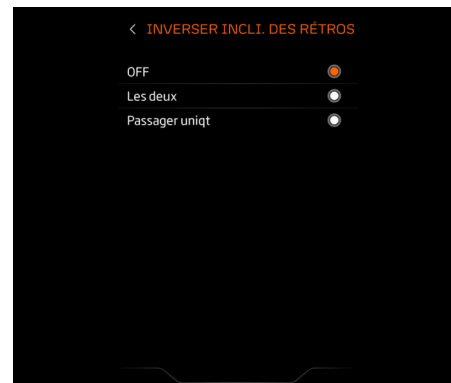 < INVERSER INCLI. DES RÉTROS
OFF
Les deux
Passager uniqt